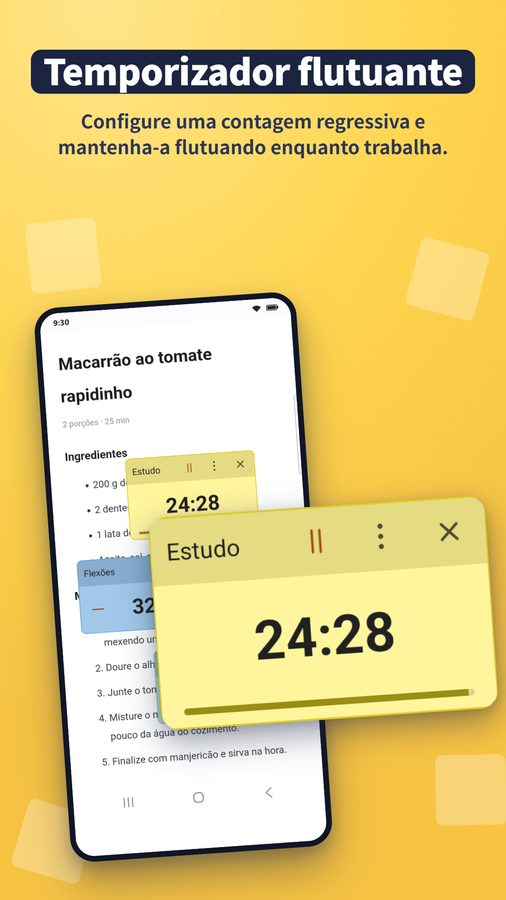 Temporizador flutuante
Configure uma contagem regressiva e
mantenha-a flutuando enquanto trabalha.
9:30
Macarrão ao tomate
rapidinho
2 porções · 25 min
Ingredientes
• 200 g d
Estudo
24:28
• 2 dente
• 1 lata d
Flexões
32
Estudo
24:28
mexendo
2. Doure o alh
3. Junte o tom
4. Misture o
pouco da água do cozimento.
5. Finalize com manjericão e sirva na hora.